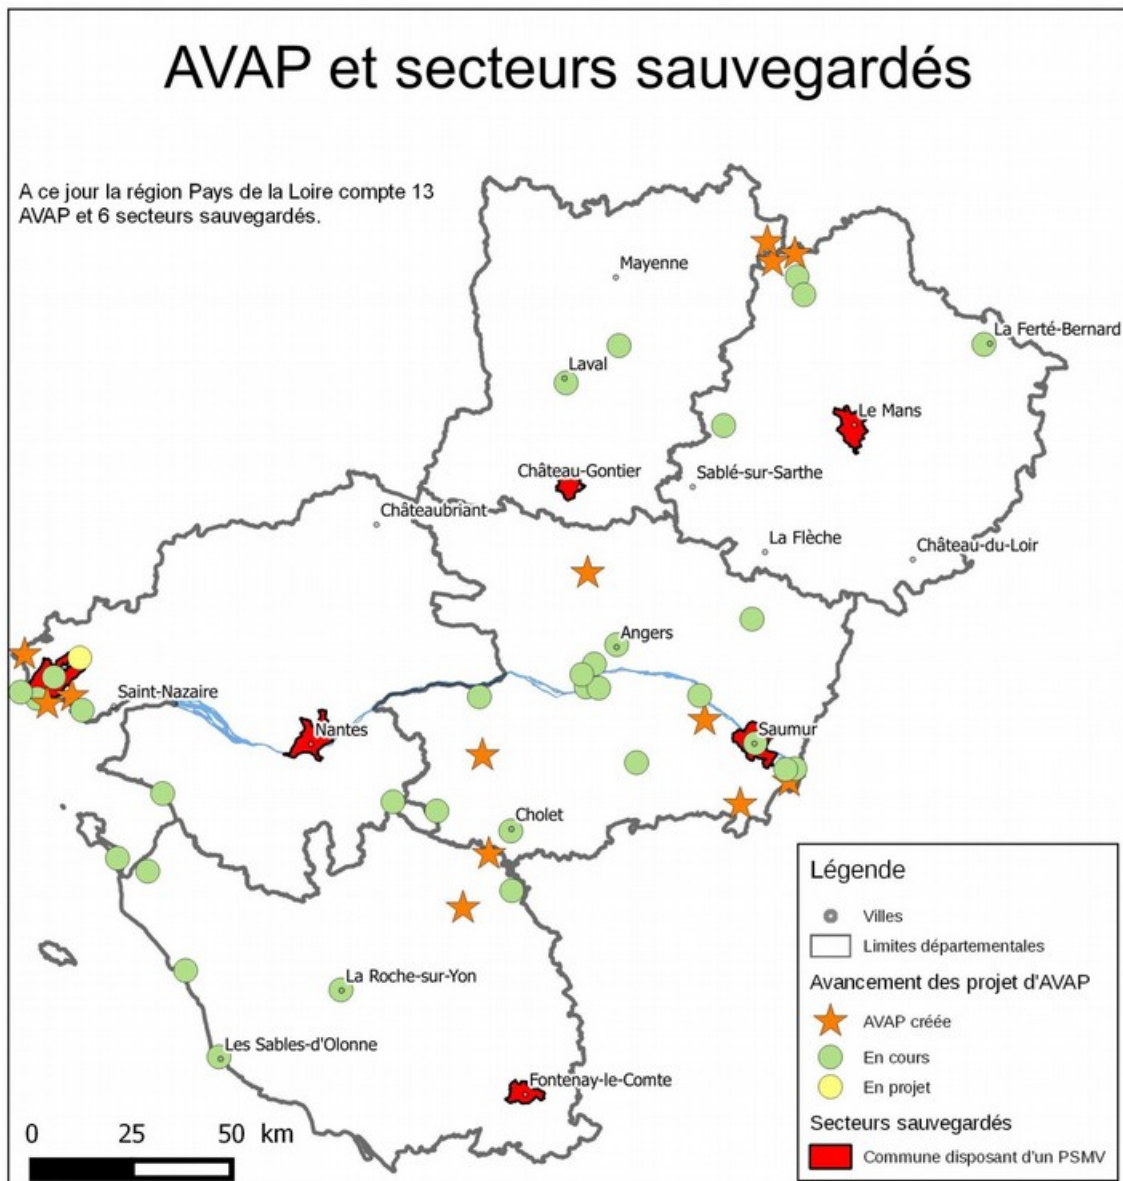 AVAP et secteurs sauvegardés
A ce jour la région Pays de la Loire compte 13
AVAP et 6 secteurs sauvegardés.
Mayenne
La Ferté-Bernard
Laval
Le Mans
Château-Gontier
Sablé-sur-Sarthe
Châteaubriant
La Flèche
Château-du-Loir
Angers
Saint-Nazaire
Nantes
Saumur
Cholet
La Roche-sur-Yon
Les Sables-d'Olonne
Fontenay-le-Comte
0 25 50 km
Légende
Villes
Limites départementales
Avancement des projet d'AVAP
AVAP créée
En cours
En projet
Secteurs sauvegardés
Commune disposant d'un PSMV